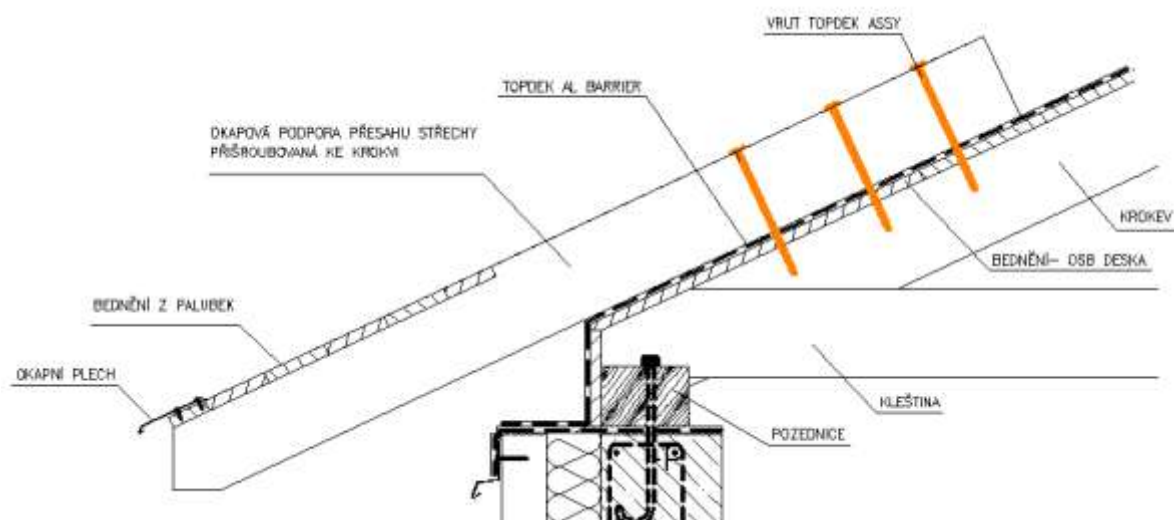 VRUT TOPDEK ASSY
TOPDEK AL BARRIER
OKAPOVÁ PODPORA PŘESAHU STŘECHY
PŘIŠROUBOVANÁ KE KROKVI
KROKEV
BEDNĚNÍ- OSB DESKA
BEDNĚNÍ Z PALUBEK
OKAPNÍ PLECH
KLEŠTINA
POZEDNICE